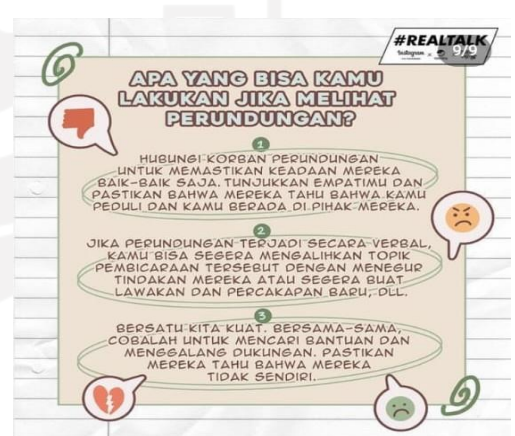 #REALTALK
Instagram x
9/9
APA YANG BISA KAMU
LAKUKAN JIKA MELIHAT
PERUNDUNGAN?
1
HUBUNGI KORBAN PERUNDUNGAN
UNTUK MEMASTIKAN KEADAAN MEREKA
BAIK-BAIK SAJA. TUNJUKKAN EMPATIMU DAN
PASTIKAN BAHWA MEREKA TAHU BAHWA KAMU
PEDULI DAN KAMU BERADA DI PIHAK MEREKA.
2
JIKA PERUNDUNGAN TERJADI SECARA VERBAL,
KAMU BISA SEGERA MENGALIHKAN TOPIK
PEMBICARAAN TERSEBUT DENGAN MENEGUR
TINDAKAN MEREKA ATAU SEGERA BUAT
LAWAKAN DAN PERCAKAPAN BARU, DLL.
3
BERSATU KITA KUAT. BERSAMA-SAMA,
COBALAH UNTUK MENCARI BANTUAN DAN
MENGGALANG DUKUNGAN. PASTIKAN
MEREKA TAHU BAHWA MEREKA
TIDAK SENDIRI.